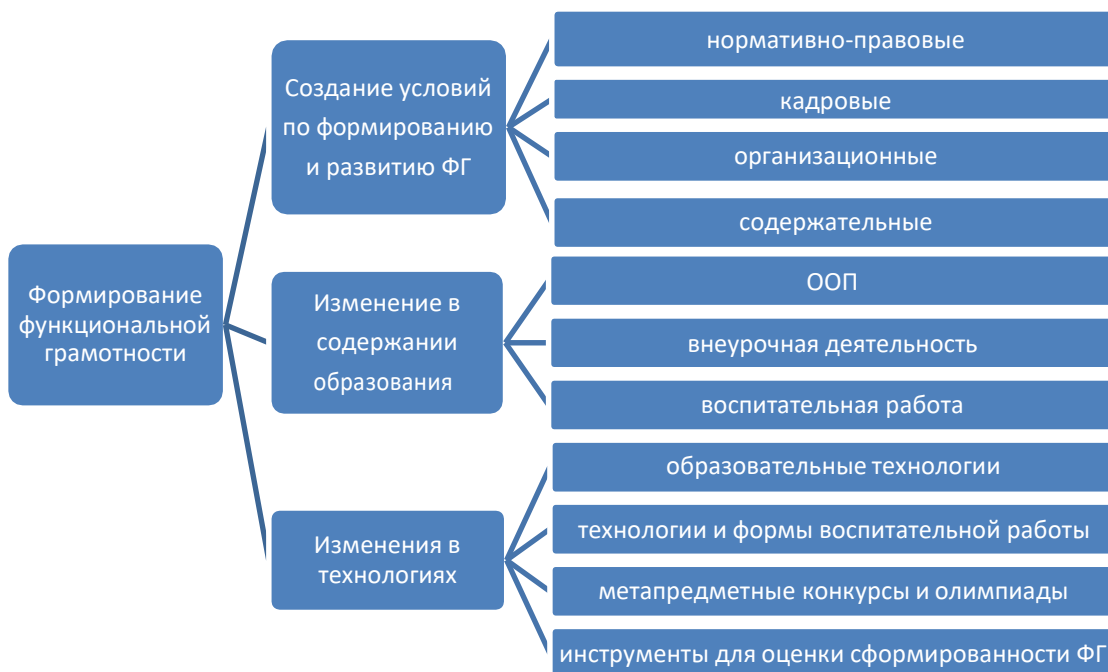 Формирование
функциональной
грамотности
Создание условий
по формированию
и развитию ФГ
нормативно-правовые
кадровые
организационные
содержательные
Изменение в
содержании
образования
ООП
внеурочная деятельность
воспитательная работа
Изменения в
технологиях
образовательные технологии
технологии и формы воспитательной работы
метапредметные конкурсы и олимпиады
инструменты для оценки сформированности ФГ